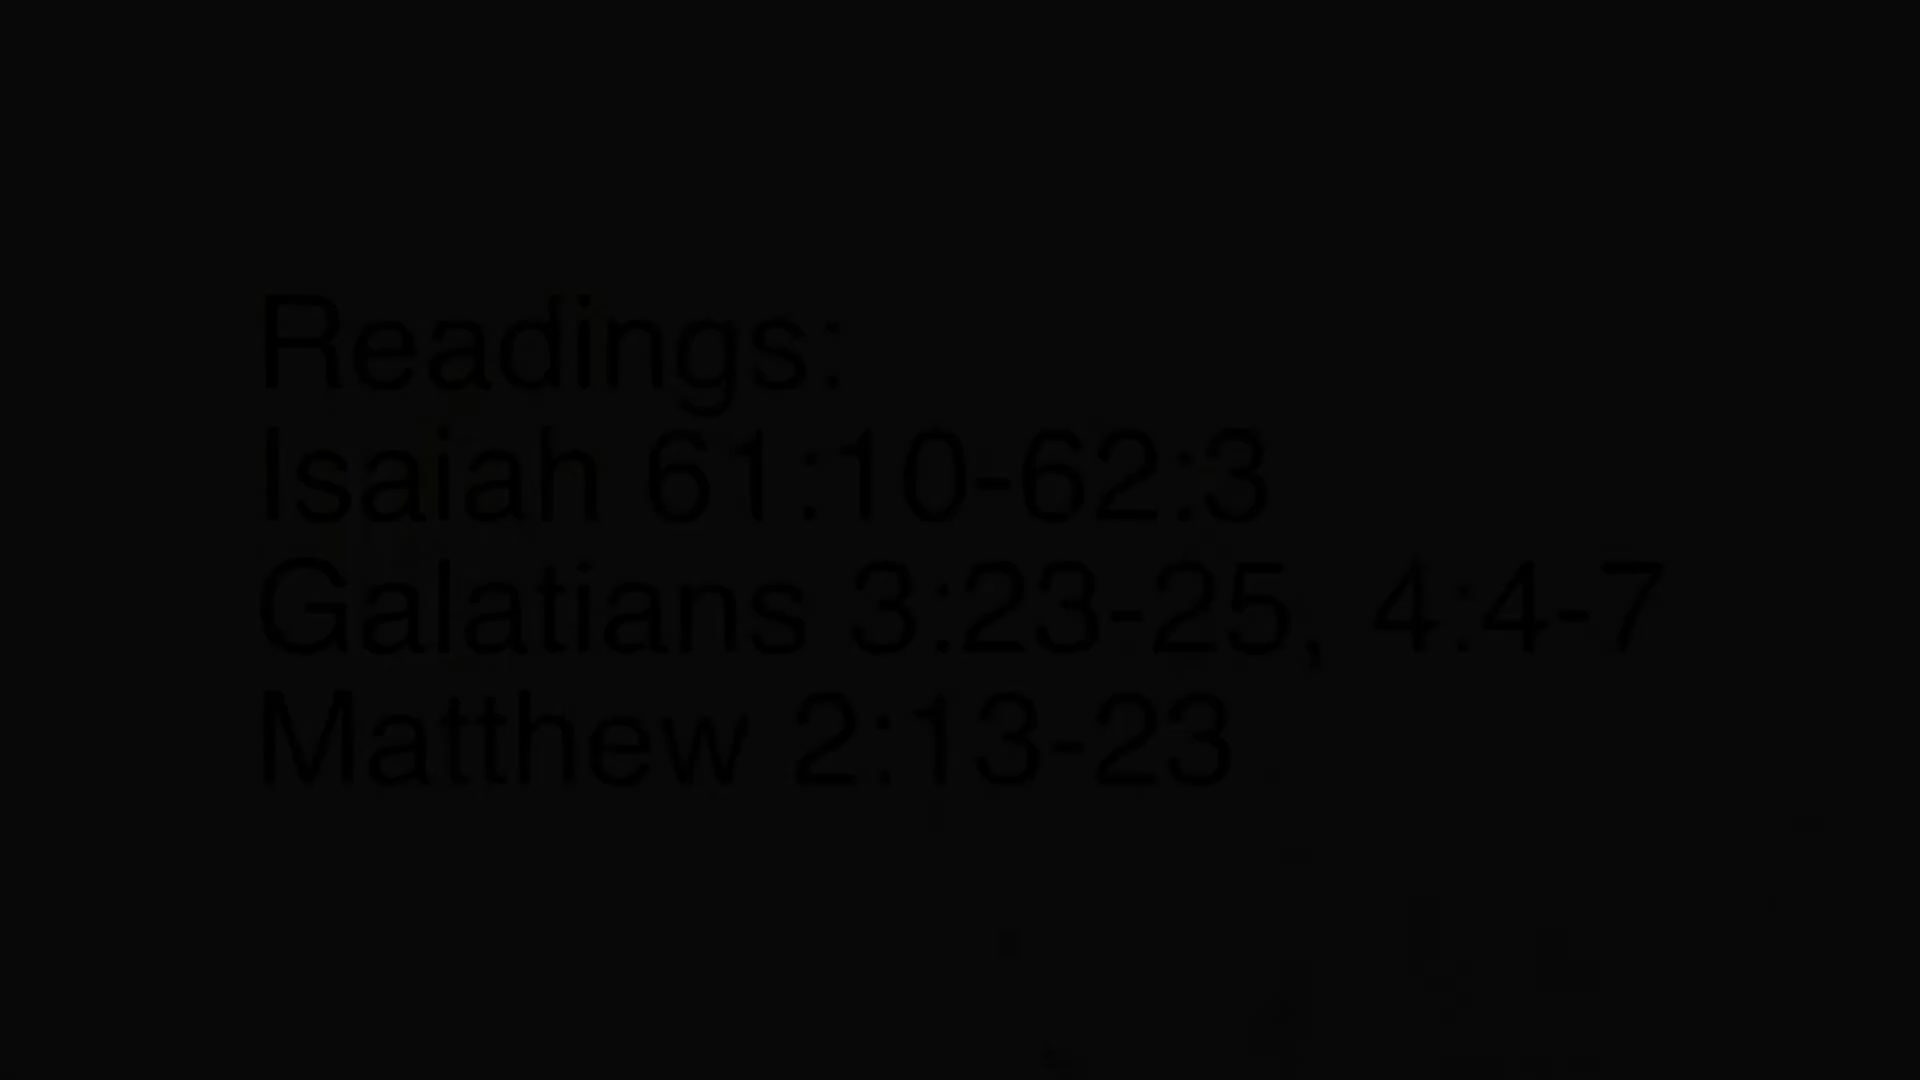 Readings:
Isaiah 61:10-62:3
Galatians 3:23-25, 4:4-7
Matthew 2:13-23